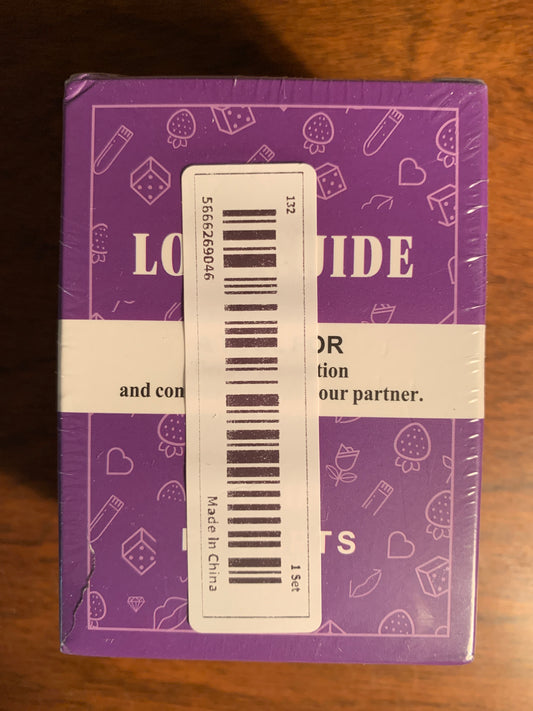 132
5666269046
LO UIDE
OR
tion
and con our partner.
TS
Made In China
1 Set